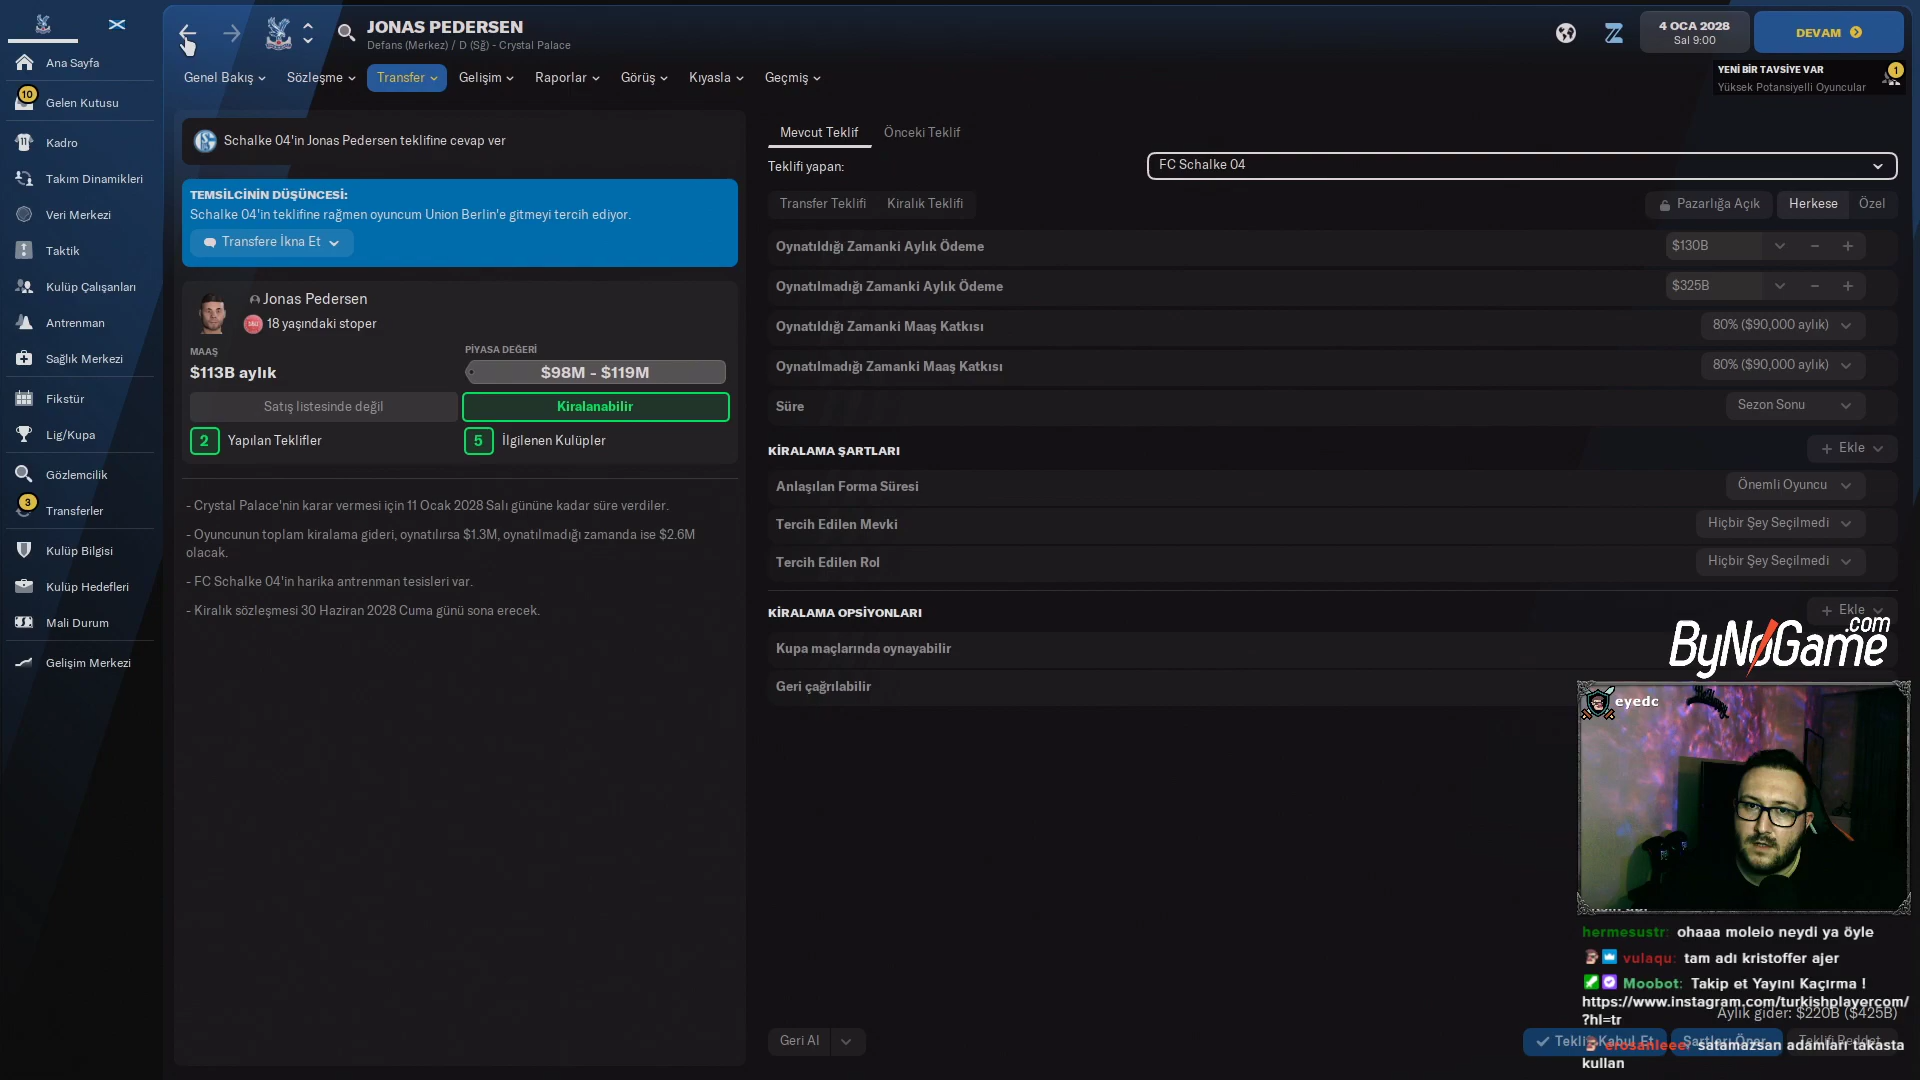 JONAS PEDERSEN
Defans (Merkez) / D (Sğ) - Crystal Palace
4 OCA 2028
Sal 9:00
DEVAM
YENİ BİR TAVSİYE VAR
Yüksek Potansiyelli Oyuncular
1
Genel Bakış
Sözleşme
Transfer
Gelişim
Raporlar
Görüş
Kıyasla
Geçmiş
Ana Sayfa
10
Gelen Kutusu
Kadro
Takım Dinamikleri
Veri Merkezi
Taktik
Kulüp Çalışanları
Antrenman
Sağlık Merkezi
Fikstür
Lig/Kupa
Gözlemcilik
3
Transferler
Kulüp Bilgisi
Kulüp Hedefleri
Mali Durum
Gelişim Merkezi
Schalke 04'in Jonas Pedersen teklifine cevap ver
TEMSİLCİNİN DÜŞÜNCESİ:
Schalke 04'in teklifine rağmen oyuncum Union Berlin'e gitmeyi tercih ediyor.
Transfere İkna Et
Jonas Pedersen
18 yaşındaki stoper
MAAŞ
PİYASA DEĞERİ
$113B aylık
$98M - $119M
Satış listesinde değil
Kiralanabilir
2 Yapılan Teklifler
5 İlgilenen Kulüpler
- Crystal Palace'nin karar vermesi için 11 Ocak 2028 Salı gününe kadar süre verdiler.
- Oyuncunun toplam kiralama gideri, oynatılırsa $1.3M, oynatılmadığı zamanda ise $2.6M
olacak.
- FC Schalke 04'in harika antrenman tesisleri var.
- Kiralık sözleşmesi 30 Haziran 2028 Cuma günü sona erecek.
Mevcut Teklif
Önceki Teklif
Teklifi yapan:
FC Schalke 04
Transfer Teklifi
Kiralık Teklifi
Pazarlığa Açık
Herkese
Özel
Oynatıldığı Zamanki Aylık Ödeme
$130B
Oynatılmadığı Zamanki Aylık Ödeme
$325B
Oynatıldığı Zamanki Maaş Katkısı
80% ($90,000 aylık)
Oynatılmadığı Zamanki Maaş Katkısı
80% ($90,000 aylık)
Süre
Sezon Sonu
KİRALAMA ŞARTLARI
+ Ekle
Anlaşılan Forma Süresi
Önemli Oyuncu
Tercih Edilen Mevki
Hiçbir Şey Seçilmedi
Tercih Edilen Rol
Hiçbir Şey Seçilmedi
KİRALAMA OPSİYONLARI
+ Ekle
Kupa maçlarında oynayabilir
Geri çağrılabilir
ByNoGame
.com
eyedc
hermesustr: ohaaa moleio neydi ya öyle
vulaqu: tam adı kristoffer ajer
Moobot: Takip et Yayını Kaçırma !
https://www.instagram.com/turkishplayercom/
?hl=tr
Aylık gider: $220B ($425B)
Geri Al
Teklifi Kabul Et
Şartları Öner
Teklifi Reddet
erosanleeer satamazsan adamları takasta
kullan